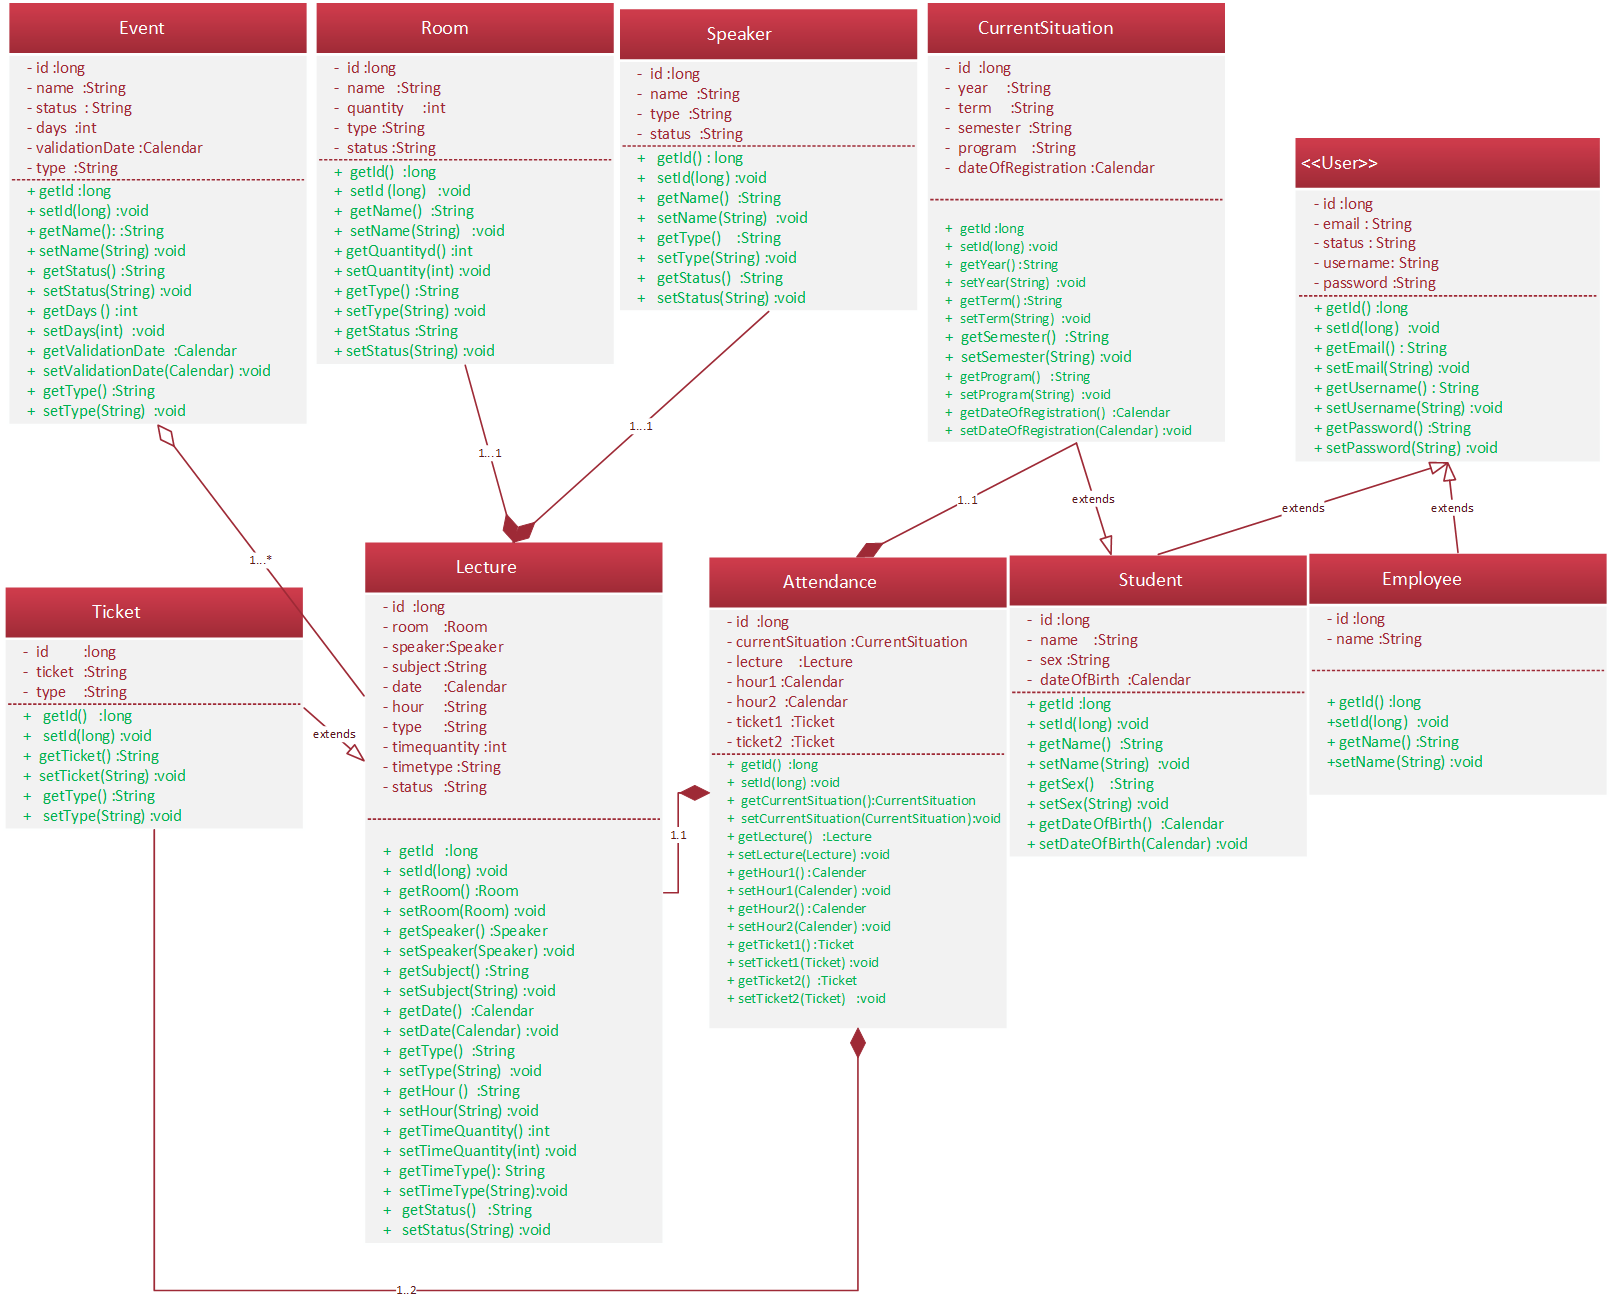 Event
- id :long
- name :String
- status : String
- days :int
- validationDate :Calendar
- type :String
+ getId :long
+ setId(long) :void
+ getName(): :String
+ setName(String) :void
+ getStatus() :String
+ setStatus(String) :void
+ getDays () :int
+ setDays(int) :void
+ getValidationDate :Calendar
+ setValidationDate(Calendar) :void
+ getType() :String
+ setType(String) :void
Room
- id :long
- name :String
- quantity :int
- type :String
- status :String
+ getId() :long
+ setId (long) :void
+ getName() :String
+ setName(String) :void
+ getQuantityd() :int
+ setQuantity(int) :void
+ getType() :String
+ setType(String) :void
+ getStatus :String
+ setStatus(String) :void
Speaker
- id :long
- name :String
- type :String
- status :String
+ getId() : long
+ setId(long) :void
+ getName() :String
+ setName(String) :void
+ getType() :String
+ setType(String) :void
+ getStatus() :String
+ setStatus(String) :void
CurrentSituation
- id :long
- year :String
- term :String
- semester :String
- program :String
- dateOfRegistration :Calendar
+ getId :long
+ setId(long) :void
+ getYear() :String
+ setYear(String) :void
+ getTerm() :String
+ setTerm(String) :void
+ getSemester() :String
+ setSemester(String) :void
+ getProgram() :String
+ setProgram(String) :void
+ getDateOfRegistration() :Calendar
+ setDateOfRegistration(Calendar) :void
<<User>>
- id :long
- email : String
- status : String
- username: String
- password :String
+ getId() :long
+ setId(long) :void
+ getEmail() : String
+ setEmail(String) :void
+ getUsername() : String
+ setUsername(String) :void
+ getPassword() :String
+ setPassword(String) :void
1...1
1...1
1..1
extends
extends
extends
1...*
Ticket
- id :long
- ticket :String
- type :String
+ getId() :long
+ setId(long) :void
+ getTicket() :String
+ setTicket(String) :void
+ getType() :String
+ setType(String) :void
extends
Lecture
- id :long
- room :Room
- speaker:Speaker
- subject :String
- date :Calendar
- hour :String
- type :String
- timequantity :int
- timetype :String
- status :String
+ getId :long
+ setId(long) :void
+ getRoom() :Room
+ setRoom(Room) :void
+ getSpeaker() :Speaker
+ setSpeaker(Speaker) :void
+ getSubject() :String
+ setSubject(String) :void
+ getDate() :Calendar
+ setDate(Calendar) :void
+ getType() :String
+ setType(String) :void
+ getHour () :String
+ setHour(String) :void
+ getTimeQuantity() :int
+ setTimeQuantity(int) :void
+ getTimeType(): String
+ setTimeType(String):void
+ getStatus() :String
+ setStatus(String) :void
1.1
Attendance
- id :long
- currentSituation :CurrentSituation
- lecture :Lecture
- hour1 :Calendar
- hour2 :Calendar
- ticket1 :Ticket
- ticket2 :Ticket
+ getId() :long
+ setId(long) :void
+ getCurrentSituation():CurrentSituation
+ setCurrentSituation(CurrentSituation):void
+ getLecture() :Lecture
+ setLecture(Lecture) :void
+ getHour1() :Calender
+ setHour1(Calender) :void
+ getHour2() :Calender
+ setHour2(Calender) :void
+ getTicket1() :Ticket
+ setTicket1(Ticket) :void
+ getTicket2() :Ticket
+ setTicket2(Ticket) :void
Student
- id :long
- name :String
- sex :String
- dateOfBirth :Calendar
+ getId :long
+ setId(long) :void
+ getName() :String
+ setName(String) :void
+ getSex() :String
+ setSex(String) :void
+ getDateOfBirth() :Calendar
+ setDateOfBirth(Calendar) :void
Employee
- id :long
- name :String
+ getId() :long
+setId(long) :void
+ getName() :String
+setName(String) :void
1..2